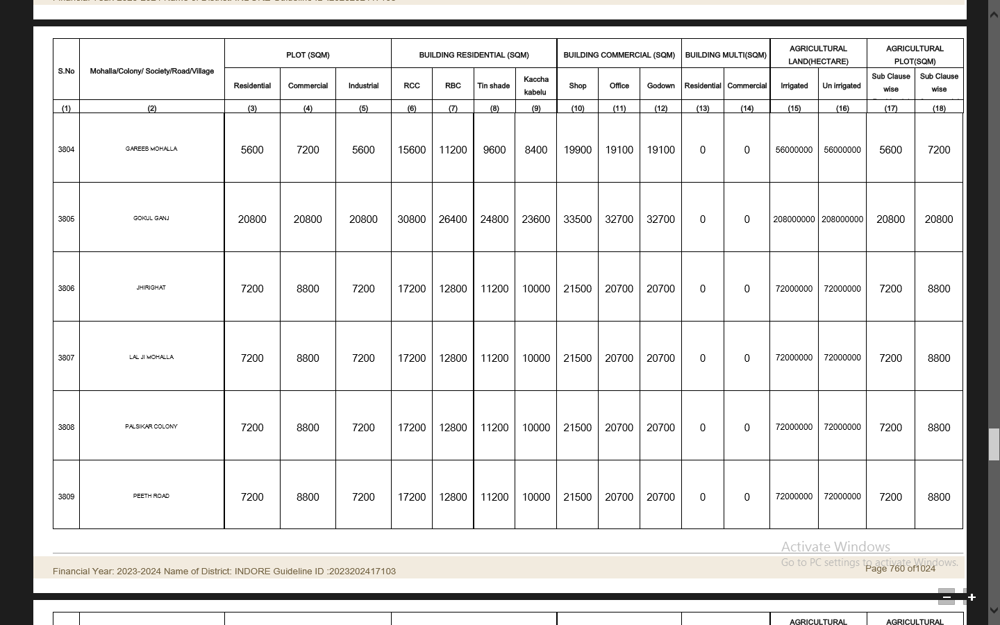 PLOT (SQM) BUILDING RESIDENTIAL (SQM) BUILDING COMMERCIAL (SQM) BUILDING MULTI(SQM) AGRICULTURAL LAND(HECTARE) AGRICULTURAL PLOT(SQM)
S.No Mohalla/Colony/ Society/Road/Village Residential Commercial Industrial RCC RBC Tin shade Kaccha kabelu Shop Office Godown Residential Commercial Irrigated Un irrigated Sub Clause wise Sub Clause wise
(1) (2) (3) (4) (5) (6) (7) (8) (9) (10) (11) (12) (13) (14) (15) (16) (17) (18)
3804 GAREEB MOHALLA 5600 7200 5600 15600 11200 9600 8400 19900 19100 19100 0 0 56000000 56000000 5600 7200
3805 GOKUL GANJ 20800 20800 20800 30800 26400 24800 23600 33500 32700 32700 0 0 208000000 208000000 20800 20800
3806 JHIRIGHAT 7200 8800 7200 17200 12800 11200 10000 21500 20700 20700 0 0 72000000 72000000 7200 8800
3807 LAL JI MOHALLA 7200 8800 7200 17200 12800 11200 10000 21500 20700 20700 0 0 72000000 72000000 7200 8800
3808 PALSIKAR COLONY 7200 8800 7200 17200 12800 11200 10000 21500 20700 20700 0 0 72000000 72000000 7200 8800
3809 PEETH ROAD 7200 8800 7200 17200 12800 11200 10000 21500 20700 20700 0 0 72000000 72000000 7200 8800
Activate Windows
Go to PC settings to activate Windows.
Financial Year: 2023-2024 Name of District: INDORE Guideline ID :2023202417103 Page 760 of1024
AGRICULTURAL AGRICULTURAL